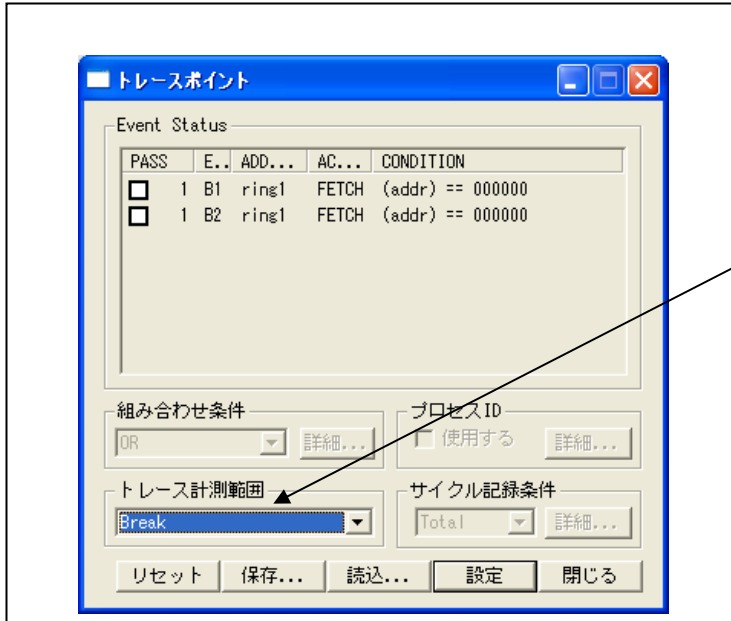 トレースポイント
Event Status
PASS E.. ADD... AC... CONDITION
1 B1 ring1 FETCH (addr) == 000000
1 B2 ring1 FETCH (addr) == 000000
組み合わせ条件
OR 詳細...
プロセスID
使用する 詳細...
トレース計測範囲
Break
サイクル記録条件
Total 詳細...
リセット 保存... 読込... 設定 閉じる